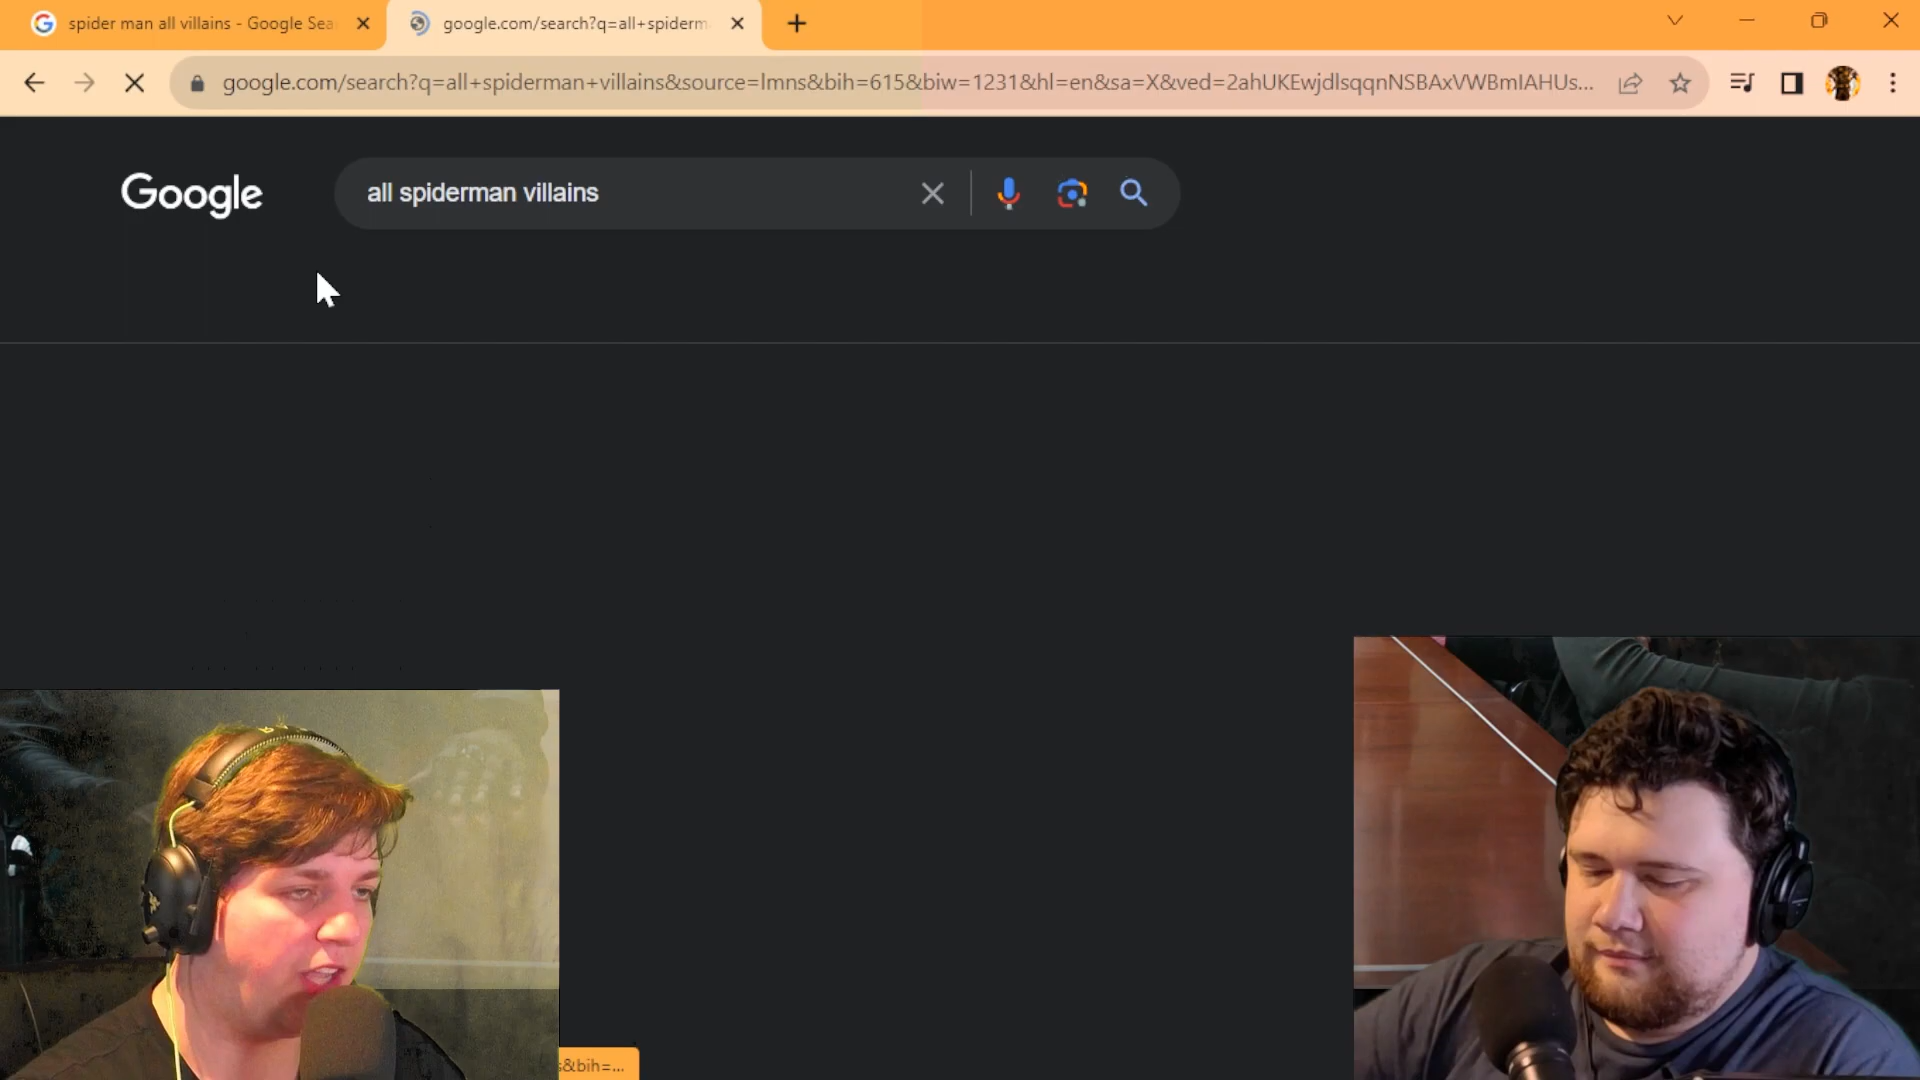 spider man all villains - Google Sea
google.com/search?q=all+spiderm
google.com/search?q=all+spiderman+villains&source=lmns&bih=615&biw=1231&hl=en&sa=X&ved=2ahUKEwjdlsqqnNSBAxVWBmIAHUs...
Google
all spiderman villains
s&bih=...